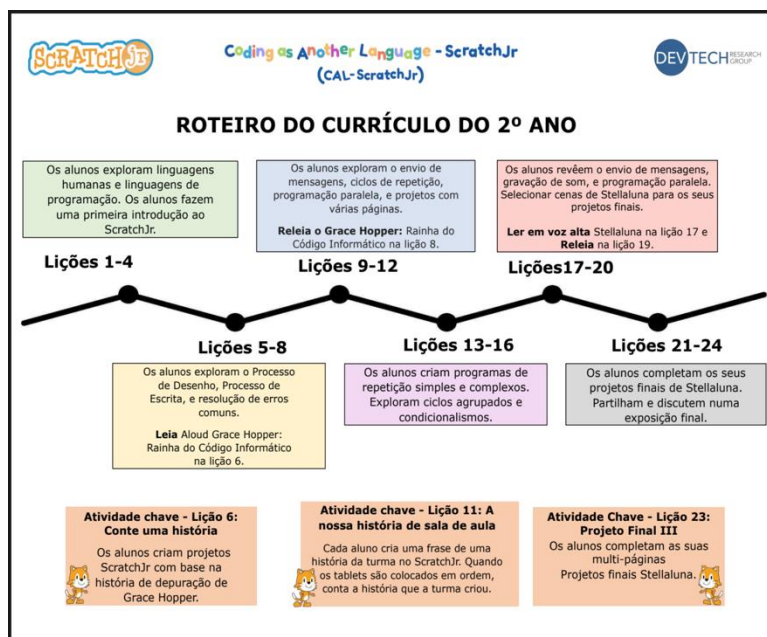 SCRATCH Jr
Coding as Another Language - ScratchJr
(CAL-ScratchJr)
DEVTECH RESEARCH GROUP
ROTEIRO DO CURRÍCULO DO 2º ANO
Os alunos exploram linguagens
humanas e linguagens de
programação. Os alunos fazem
uma primeira introdução ao
ScratchJr.
Lições 1-4
Os alunos exploram o envio de
mensagens, ciclos de repetição,
programação paralela, e projetos com
várias páginas.
Releia o Grace Hopper: Rainha do
Código Informático na lição 8.
Lições 9-12
Os alunos revêem o envio de mensagens,
gravação de som, e programação paralela.
Selecionar cenas de Stellaluna para os seus
projetos finais.
Ler em voz alta Stellaluna na lição 17 e
Releia na lição 19.
Lições17-20
Lições 5-8
Os alunos exploram o Processo
de Desenho, Processo de
Escrita, e resolução de erros
comuns.
Leia Aloud Grace Hopper:
Rainha do Código Informático
na lição 6.
Lições 13-16
Os alunos criam programas de
repetição simples e complexos.
Exploram ciclos agrupados e
condicionalismos.
Lições 21-24
Os alunos completam os seus
projetos finais de Stellaluna.
Partilham e discutem numa
exposição final.
Atividade chave - Lição 6:
Conte uma história
Os alunos criam projetos
ScratchJr com base na
história de depuração de
Grace Hopper.
Atividade chave - Lição 11: A
nossa história de sala de aula
Cada aluno cria uma frase de uma
história da turma no ScratchJr. Quando
os tablets são colocados em ordem,
conta a história que a turma criou.
Atividade Chave - Lição 23:
Projeto Final III
Os alunos completam as suas
multi-páginas
Projetos finais Stellaluna.